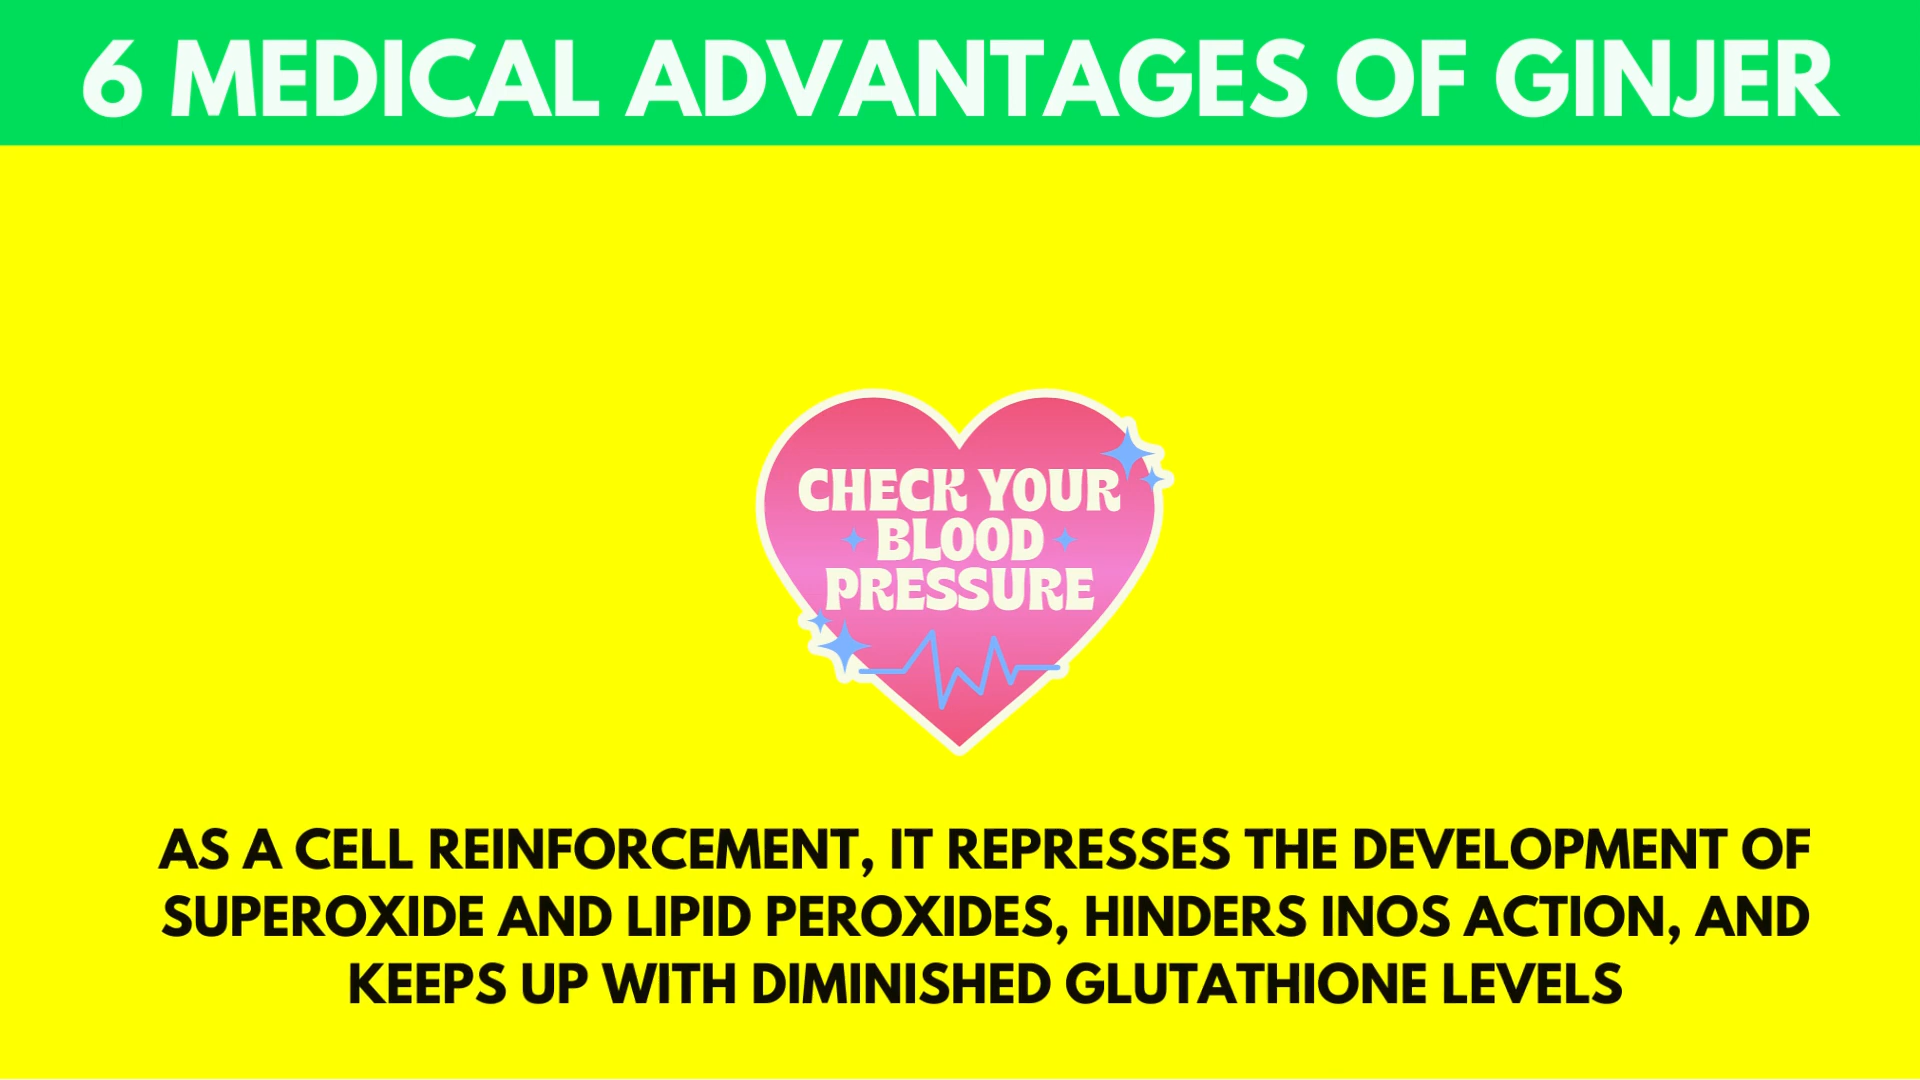 6 MEDICAL ADVANTAGES OF GINJER
CHECK YOUR
BLOOD
PRESSURE
AS A CELL REINFORCEMENT, IT REPRESSES THE DEVELOPMENT OF
SUPEROXIDE AND LIPID PEROXIDES, HINDERS INOS ACTION, AND
KEEPS UP WITH DIMINISHED GLUTATHIONE LEVELS